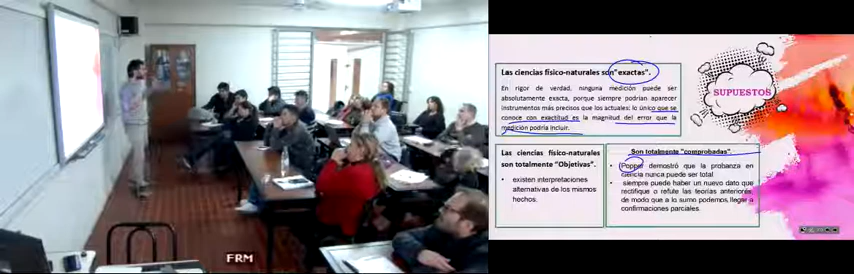 Las ciencias físico-naturales son "exactas".
En rigor de verdad, ninguna medición puede ser
absolutamente exacta, porque siempre podrían aparecer
instrumentos más precisos que los actuales: lo único que se
conoce con exactitud es la magnitud del error que la
medición podría incluir.
SUPUESTOS
Las ciencias físico-naturales
son totalmente "Objetivas".
• existen interpretaciones
alternativas de los mismos
hechos.
Son totalmente "comprobadas".
• Popper demostró que la probanza en
ciencia nunca puede ser total
• siempre puede haber un nuevo dato que
rectifique o refute las teorías anteriores,
de modo que a lo sumo podemos llegar a
confirmaciones parciales.
FRM